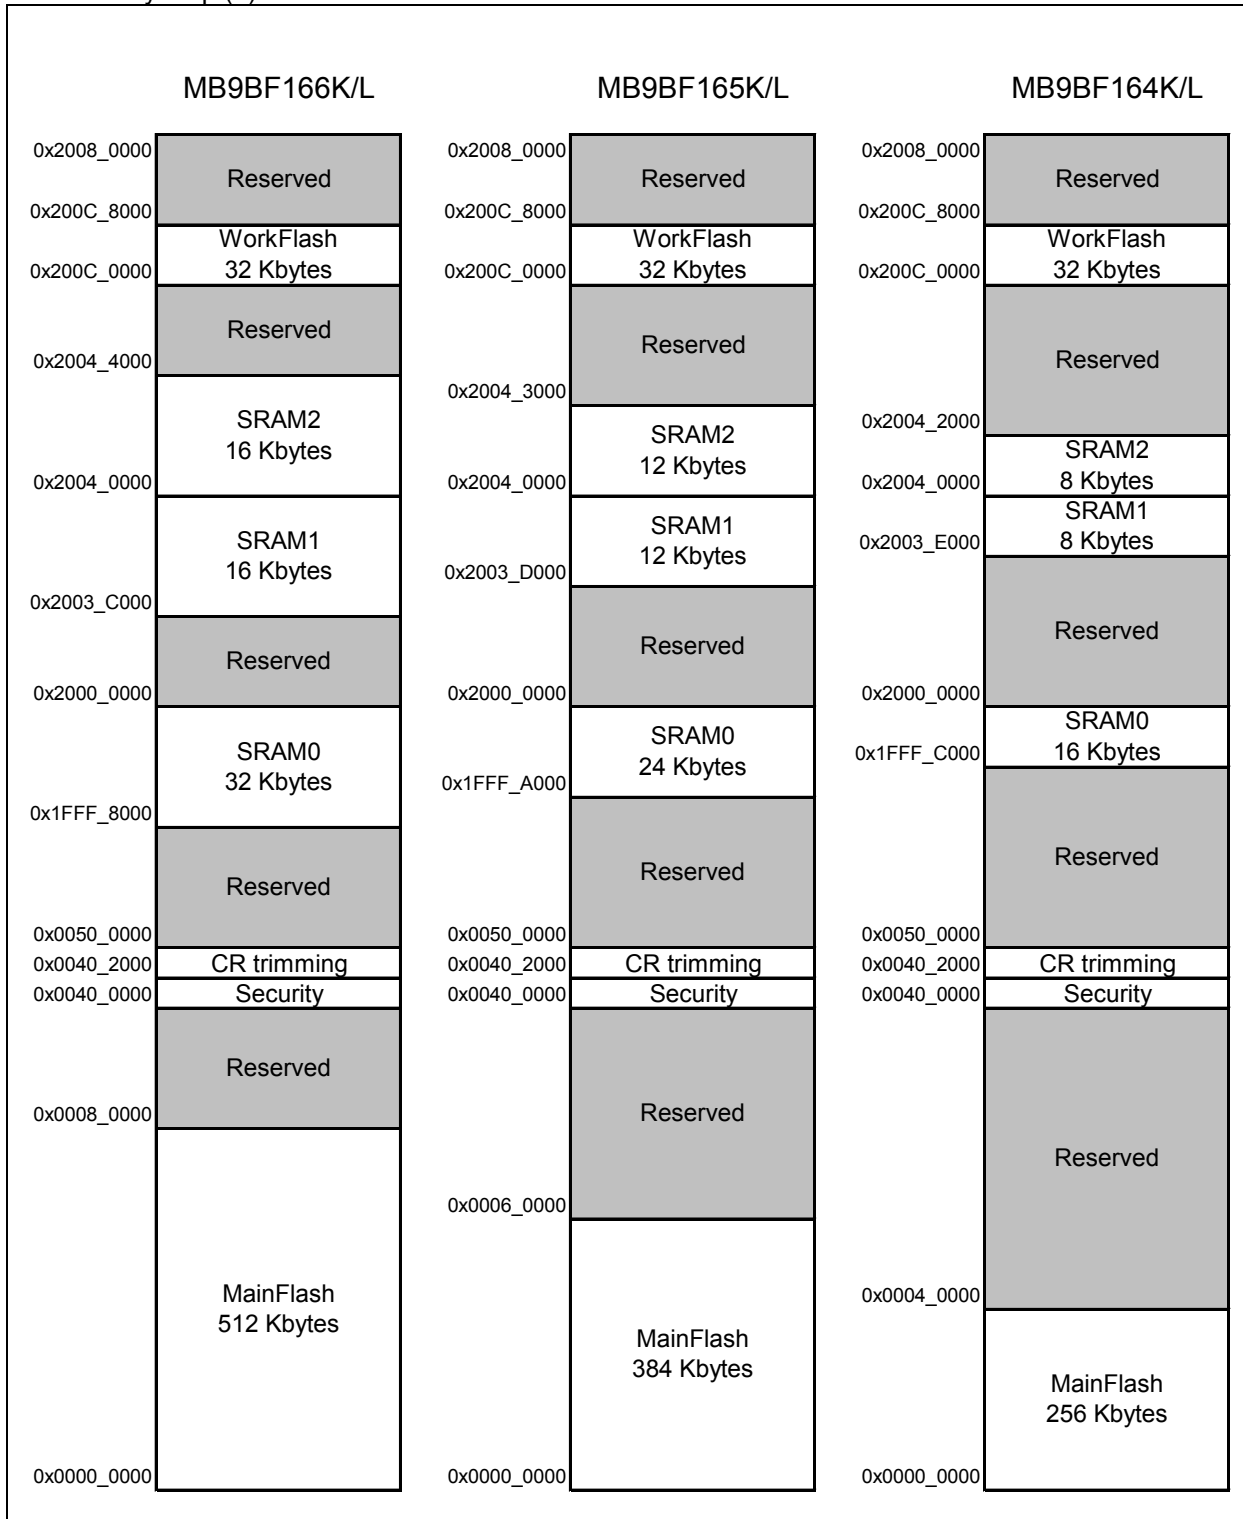 MB9BF166K/L
0x2008_0000
Reserved
0x200C_8000
WorkFlash
32 Kbytes
0x200C_0000
Reserved
0x2004_4000
SRAM2
16 Kbytes
0x2004_0000
SRAM1
16 Kbytes
0x2003_C000
Reserved
0x2000_0000
SRAM0
32 Kbytes
0x1FFF_8000
Reserved
0x0050_0000
0x0040_2000 CR trimming
0x0040_0000 Security
Reserved
0x0008_0000
MainFlash
512 Kbytes
0x0000_0000
MB9BF165K/L
0x2008_0000
Reserved
0x200C_8000
WorkFlash
32 Kbytes
0x200C_0000
Reserved
0x2004_3000
SRAM2
12 Kbytes
0x2004_0000
SRAM1
12 Kbytes
0x2003_D000
Reserved
0x2000_0000
SRAM0
24 Kbytes
0x1FFF_A000
Reserved
0x0050_0000
0x0040_2000 CR trimming
0x0040_0000 Security
Reserved
0x0006_0000
MainFlash
384 Kbytes
0x0000_0000
MB9BF164K/L
0x2008_0000
Reserved
0x200C_8000
WorkFlash
32 Kbytes
0x200C_0000
Reserved
0x2004_2000
SRAM2
8 Kbytes
0x2004_0000
SRAM1
8 Kbytes
0x2003_E000
Reserved
0x2000_0000
SRAM0
16 Kbytes
0x1FFF_C000
Reserved
0x0050_0000
0x0040_2000 CR trimming
0x0040_0000 Security
Reserved
0x0004_0000
MainFlash
256 Kbytes
0x0000_0000